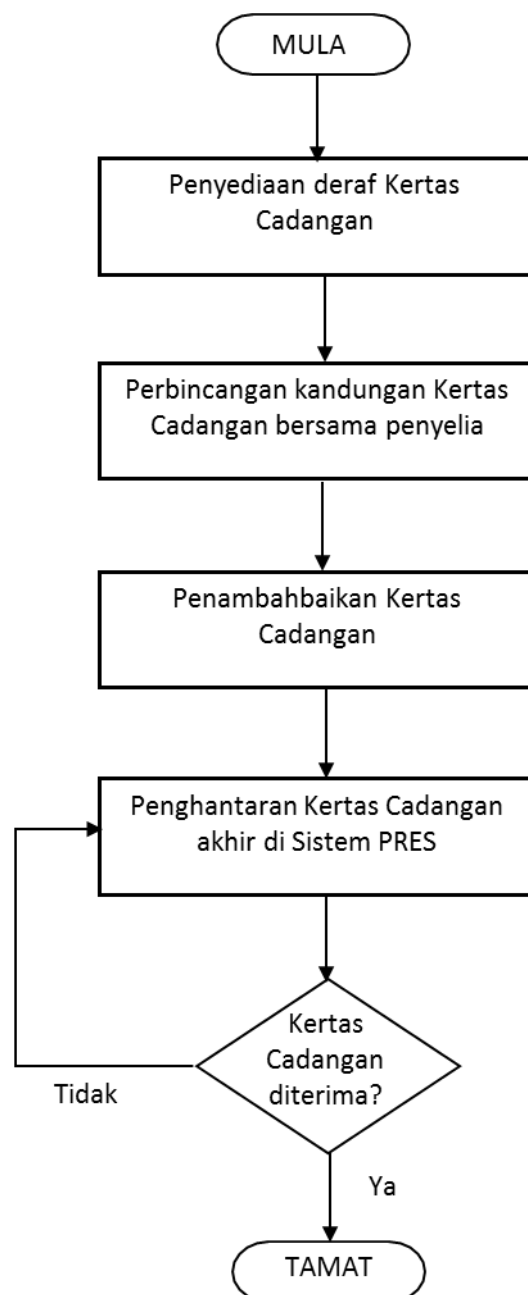 MULA
Penyediaan deraf Kertas
Cadangan
Perbincangan kandungan Kertas
Cadangan bersama penyelia
Penambahbaikan Kertas
Cadangan
Penghantaran Kertas Cadangan
akhir di Sistem PRES
Kertas
Cadangan
diterima?
Tidak
Ya
TAMAT